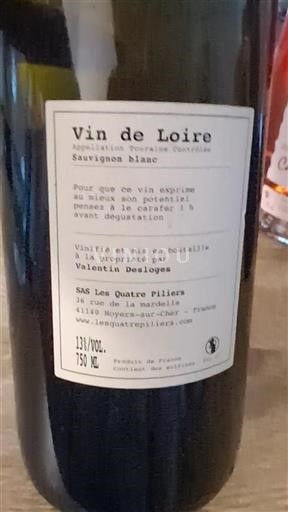 Vin de Loire
Appellation Touraine Contrôlée
Sauvignon blanc
Pour que ce vin exprime
au mieux son potentiel
pensez à le carafer 1 h
avant dégustation
Vinifié et mis en bouteille
à la propriété par
Valentin Desloges
SAS Les Quatre Piliers
36 rue de la mardelle
41140 Noyers-sur-Cher - France
www.lesquatrepiliers.com
13%/VOL.
750 ML
Produit de France
Contient des sulfites